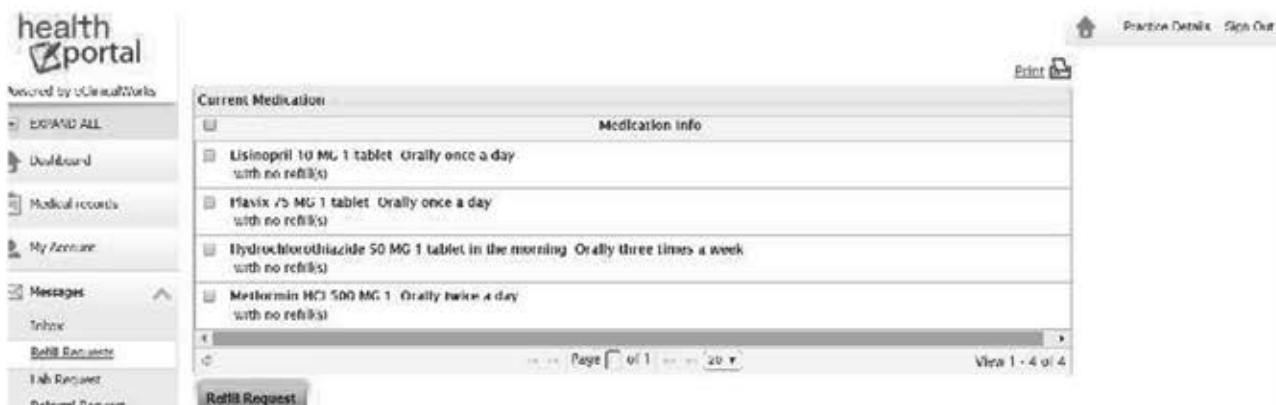 health
portal
Powered by eClinicalWorks
Practice Details Sign Out
Print
EXPAND ALL
Dashboard
Medical records
My Account
Messages
Inbox
Refill Requests
Lab Request
Referral Request
Current Medication
Medication Info
Lisinopril 10 MG 1 tablet Orally once a day
with no refill(s)
Plavix 75 MG 1 tablet Orally once a day
with no refill(s)
Hydrochlorothiazide 50 MG 1 tablet in the morning Orally three times a week
with no refill(s)
Metformin HCl 500 MG 1 Orally twice a day
with no refill(s)
Page of 1 20
View 1 - 4 of 4
Refill Request